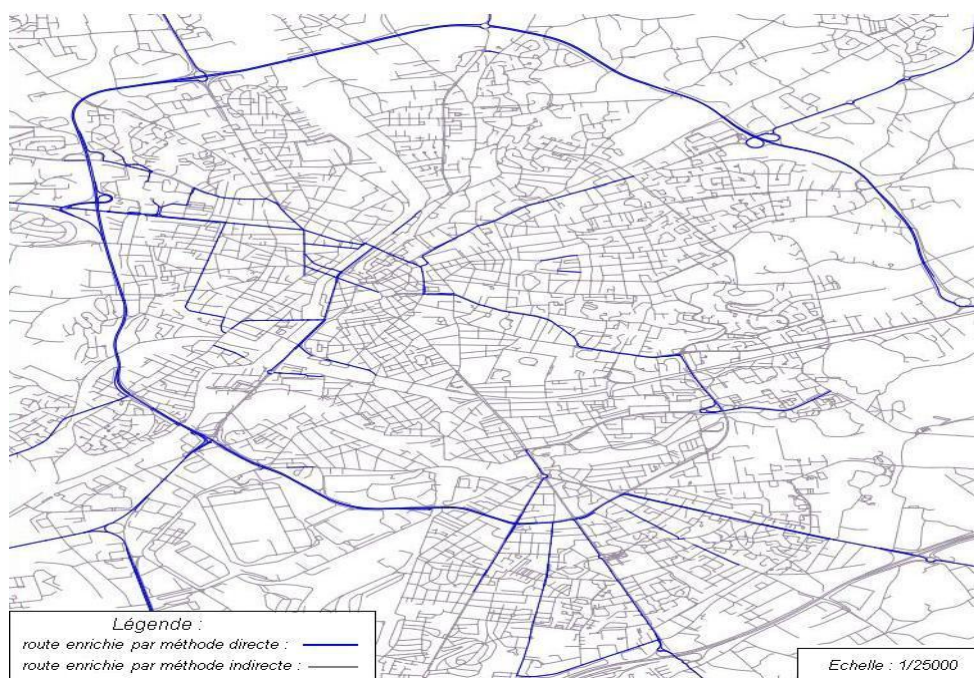 Légende :
route enrichie par méthode directe :
route enrichie par méthode indirecte :
Echelle : 1/25000